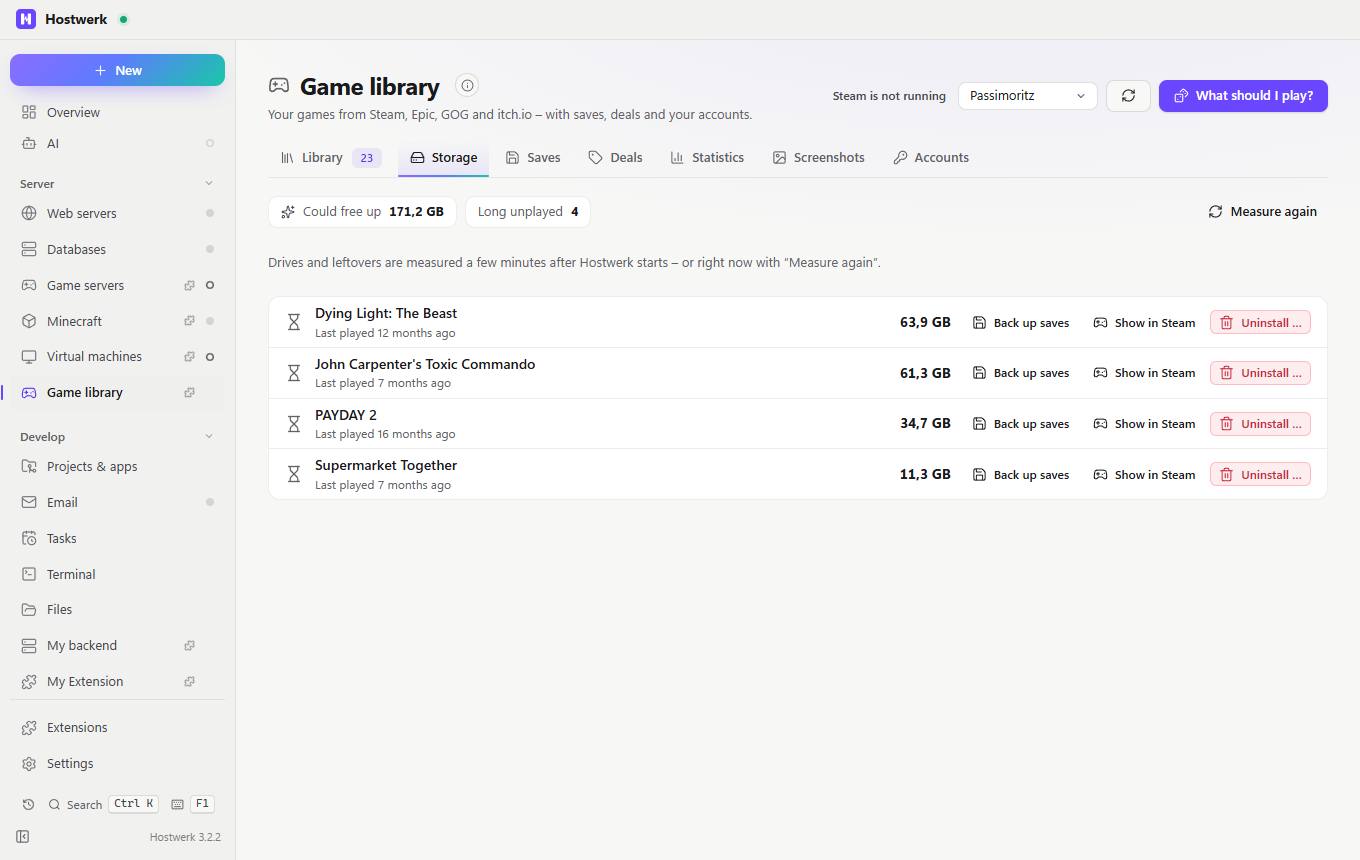 Hostwerk
New
Overview
AI
Server
Web servers
Databases
Game servers
Minecraft
Virtual machines
Game library
Develop
Projects & apps
Email
Tasks
Terminal
Files
My backend
My Extension
Extensions
Settings
Search Ctrl K F1
Hostwerk 3.2.2
Game library
Your games from Steam, Epic, GOG and itch.io – with saves, deals and your accounts.
Steam is not running
Passimoritz
What should I play?
Library 23 Storage Saves Deals Statistics Screenshots Accounts
Could free up 171,2 GB
Long unplayed 4
Measure again
Drives and leftovers are measured a few minutes after Hostwerk starts – or right now with "Measure again".
Dying Light: The Beast
Last played 12 months ago
63,9 GB Back up saves Show in Steam Uninstall ...
John Carpenter's Toxic Commando
Last played 7 months ago
61,3 GB Back up saves Show in Steam Uninstall ...
PAYDAY 2
Last played 16 months ago
34,7 GB Back up saves Show in Steam Uninstall ...
Supermarket Together
Last played 7 months ago
11,3 GB Back up saves Show in Steam Uninstall ...